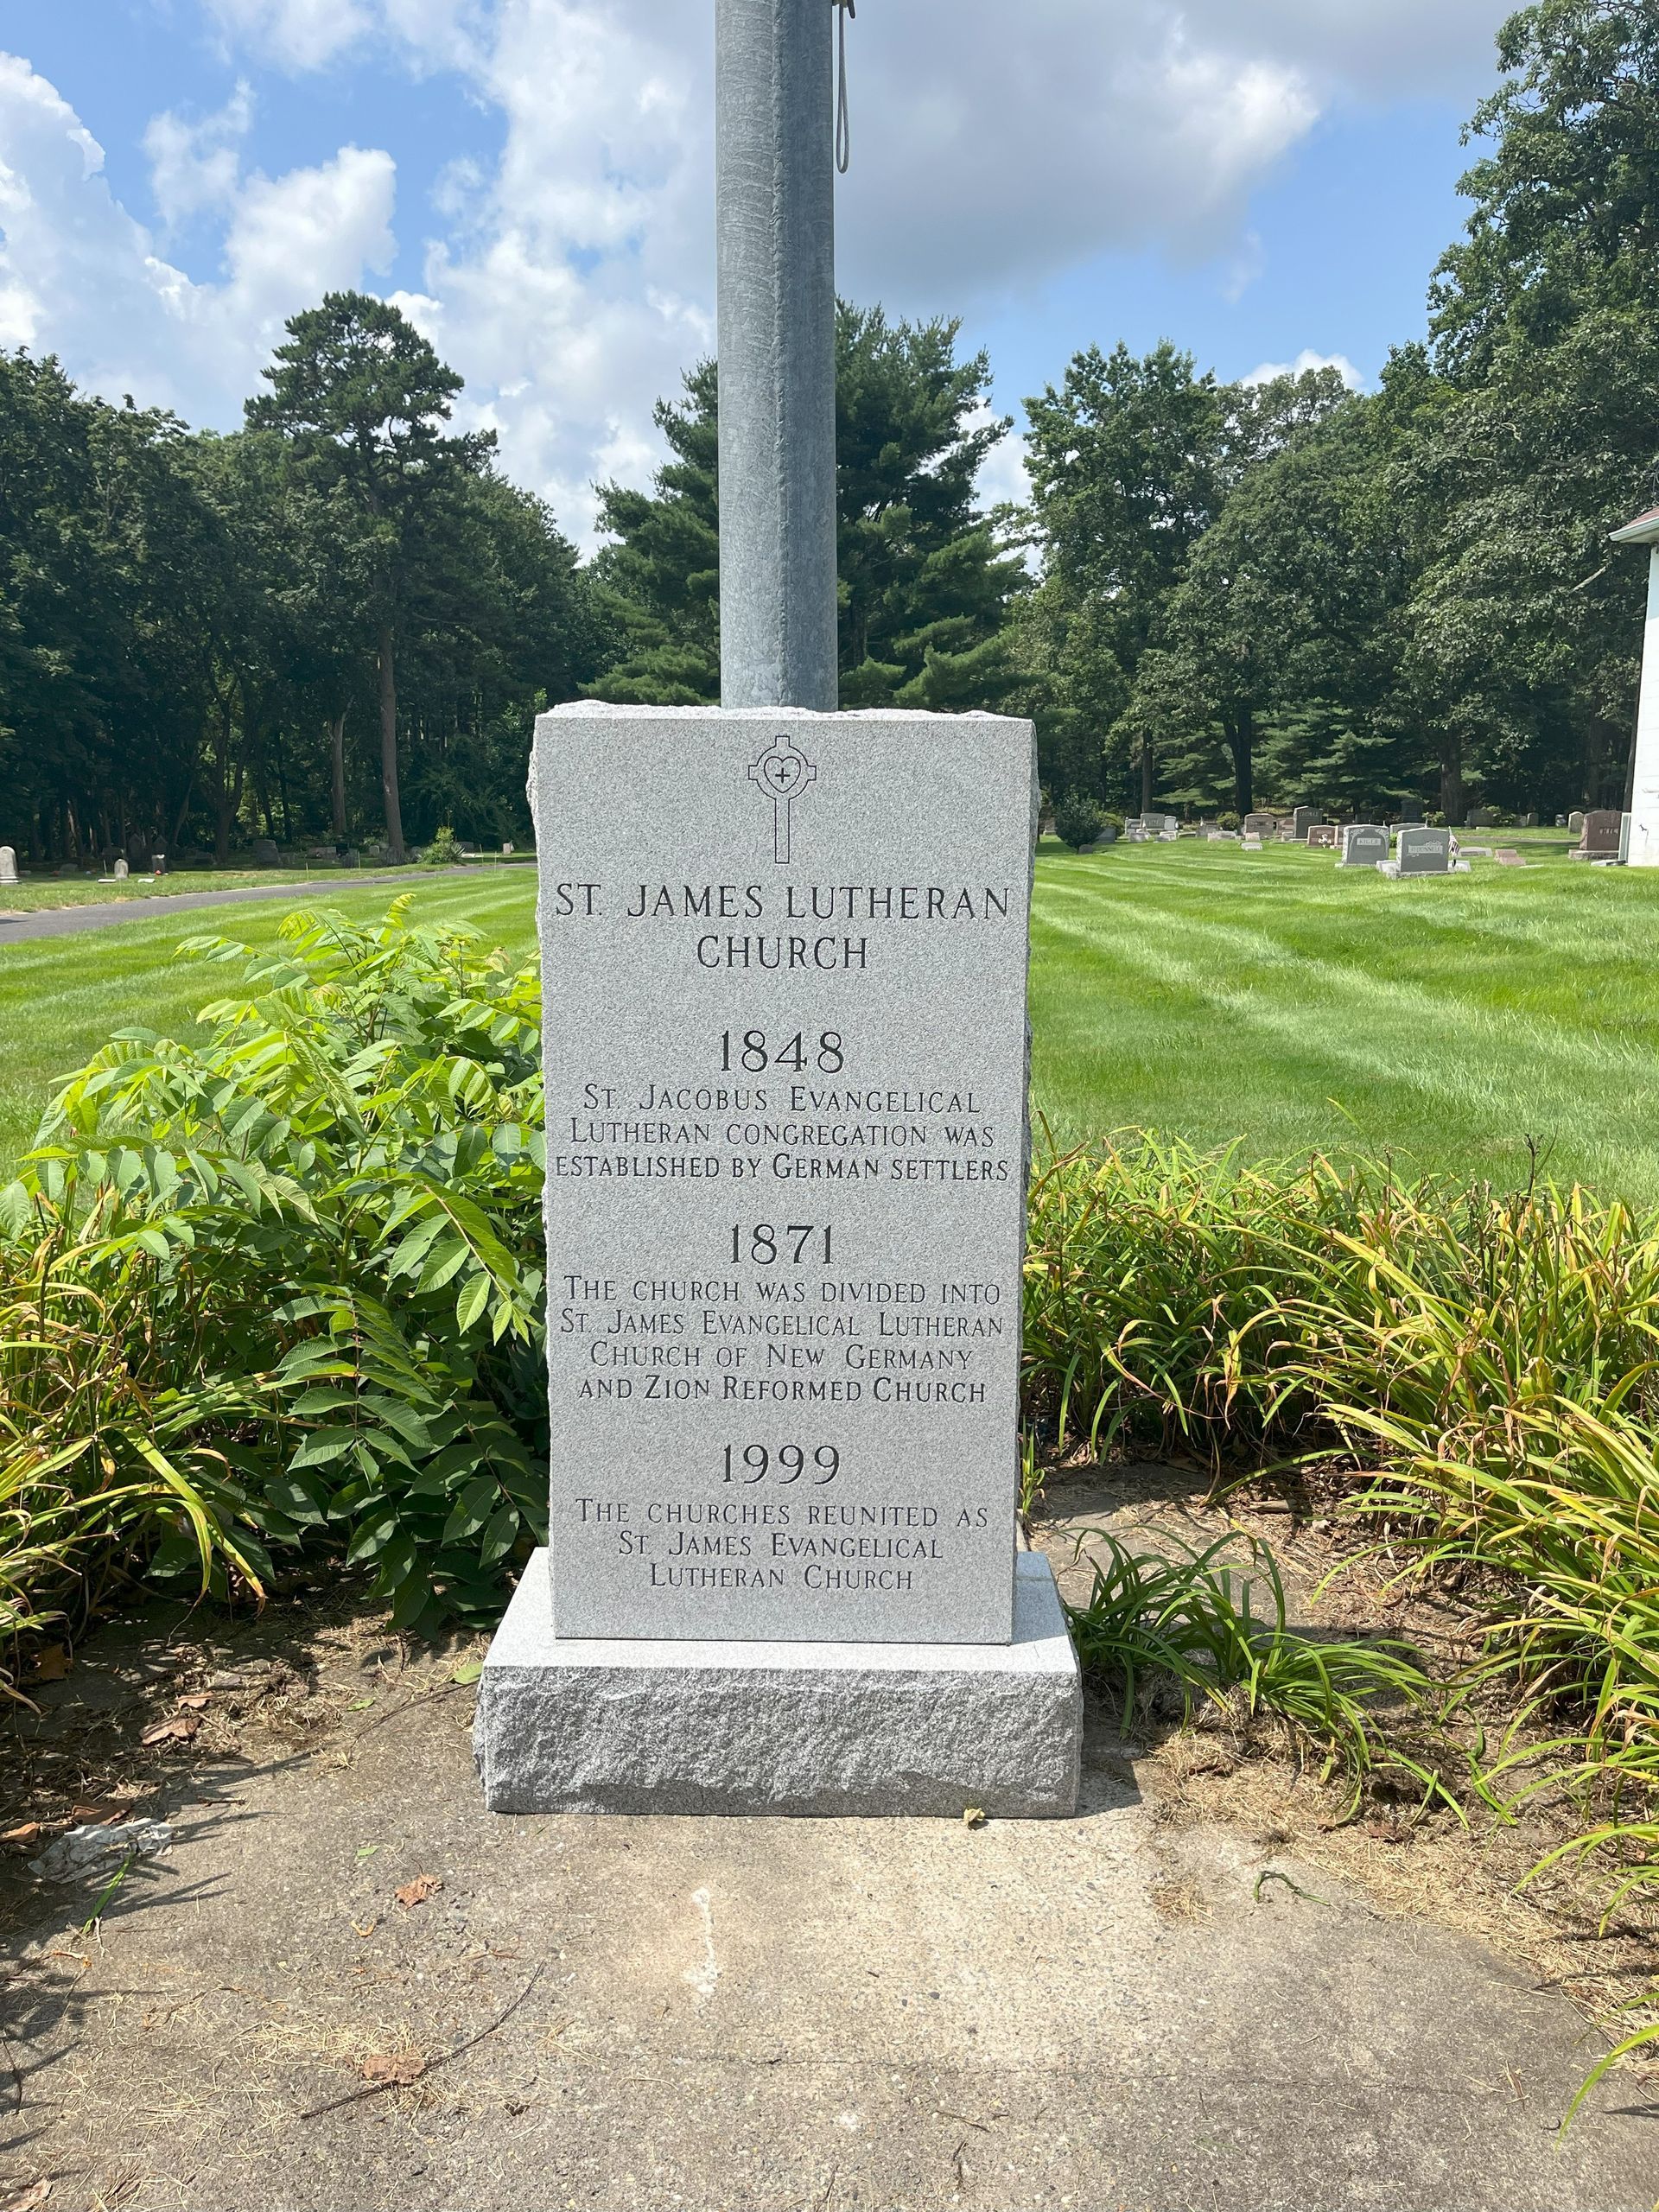 ST. JAMES LUTHERAN
CHURCH
1848
ST. JACOBUS EVANGELICAL
LUTHERAN CONGREGATION WAS
ESTABLISHED BY GERMAN SETTLERS
1871
THE CHURCH WAS DIVIDED INTO
ST. JAMES EVANGELICAL LUTHERAN
CHURCH OF NEW GERMANY
AND ZION REFORMED CHURCH
1999
THE CHURCHES REUNITED AS
ST. JAMES EVANGELICAL
LUTHERAN CHURCH